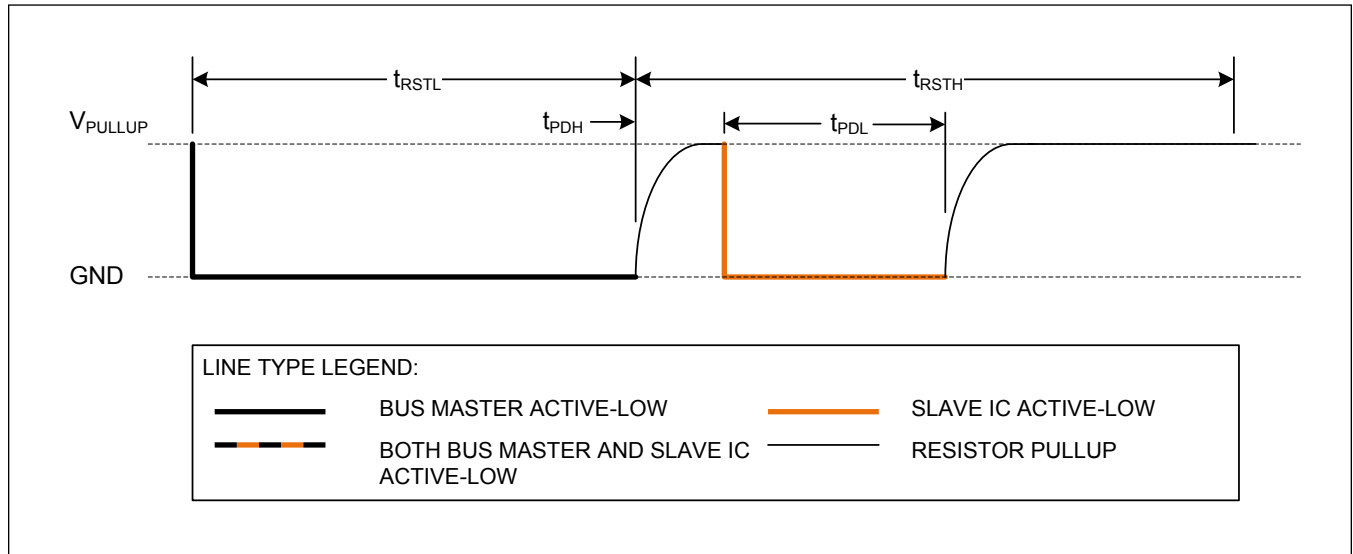 tRSTL
tRSTH
VPULLUP
tPDH
tPDL
GND
LINE TYPE LEGEND:
BUS MASTER ACTIVE-LOW
SLAVE IC ACTIVE-LOW
BOTH BUS MASTER AND SLAVE IC
ACTIVE-LOW
RESISTOR PULLUP